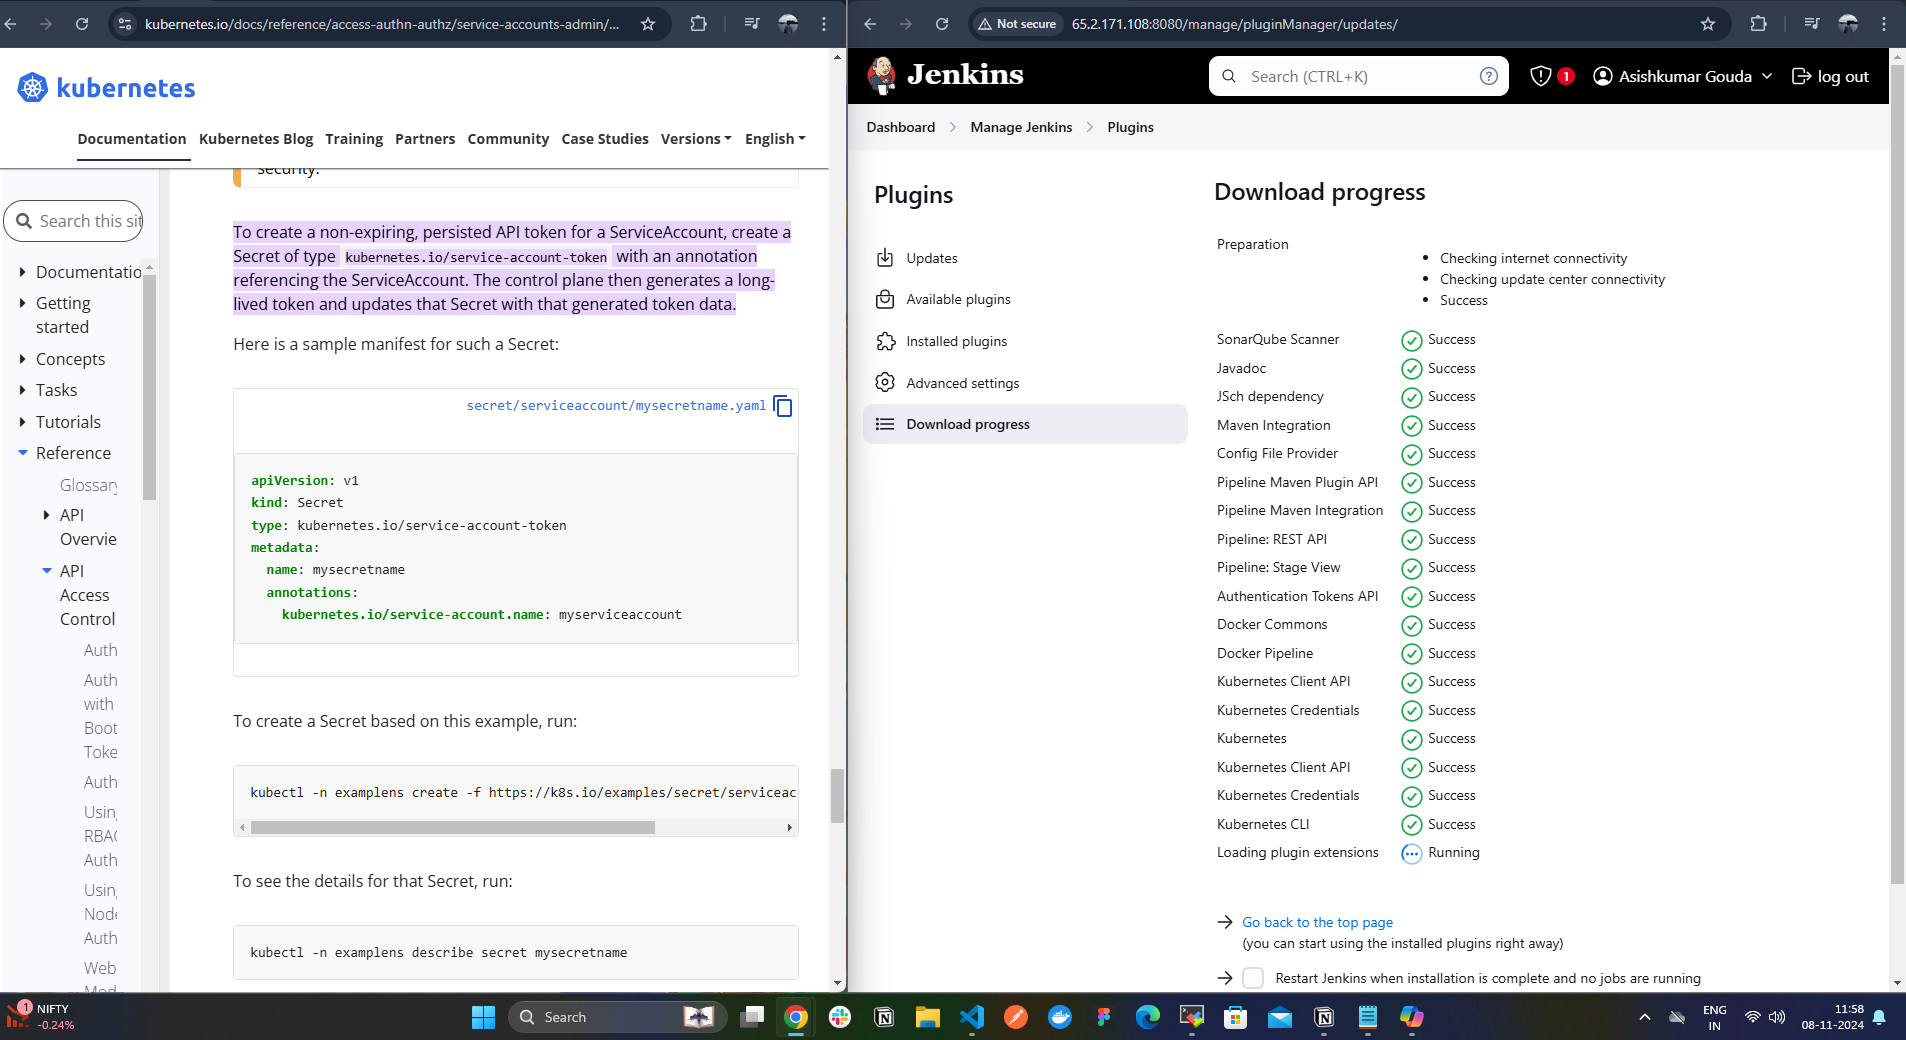 kubernetes.io/docs/reference/access-authn-authz/service-accounts-admin/...
kubernetes
Documentation Kubernetes Blog Training Partners Community Case Studies Versions English
security.
Search this sit
Documentatio
Getting
started
Concepts
Tasks
Tutorials
Reference
Glossary
API
Overvie
API
Access
Control
Auth
Auth
with
Boot
Toke
Auth
Using
RBAC
Auth
Using
Node
Auth
Web
Mod
To create a non-expiring, persisted API token for a ServiceAccount, create a
Secret of type kubernetes.io/service-account-token with an annotation
referencing the ServiceAccount. The control plane then generates a long-
lived token and updates that Secret with that generated token data.
Here is a sample manifest for such a Secret:
secret/serviceaccount/mysecretname.yaml
apiVersion: v1
kind: Secret
type: kubernetes.io/service-account-token
metadata:
name: mysecretname
annotations:
kubernetes.io/service-account.name: myserviceaccount
To create a Secret based on this example, run:
kubectl -n examplens create -f https://k8s.io/examples/secret/serviceac
To see the details for that Secret, run:
kubectl -n examplens describe secret mysecretname
Not secure 65.2.171.108:8080/manage/pluginManager/updates/
Jenkins
Search (CTRL+K)
?
1
Asishkumar Gouda
log out
Dashboard > Manage Jenkins > Plugins
Plugins
Updates
Available plugins
Installed plugins
Advanced settings
Download progress
Download progress
Preparation
• Checking internet connectivity
• Checking update center connectivity
• Success
SonarQube Scanner Success
Javadoc Success
JSch dependency Success
Maven Integration Success
Config File Provider Success
Pipeline Maven Plugin API Success
Pipeline Maven Integration Success
Pipeline: REST API Success
Pipeline: Stage View Success
Authentication Tokens API Success
Docker Commons Success
Docker Pipeline Success
Kubernetes Client API Success
Kubernetes Credentials Success
Kubernetes Success
Kubernetes Client API Success
Kubernetes Credentials Success
Kubernetes CLI Success
Loading plugin extensions Running
→ Go back to the top page
(you can start using the installed plugins right away)
→ Restart Jenkins when installation is complete and no jobs are running
1
NIFTY
-0.24%
Search
ENG
IN
11:58
08-11-2024